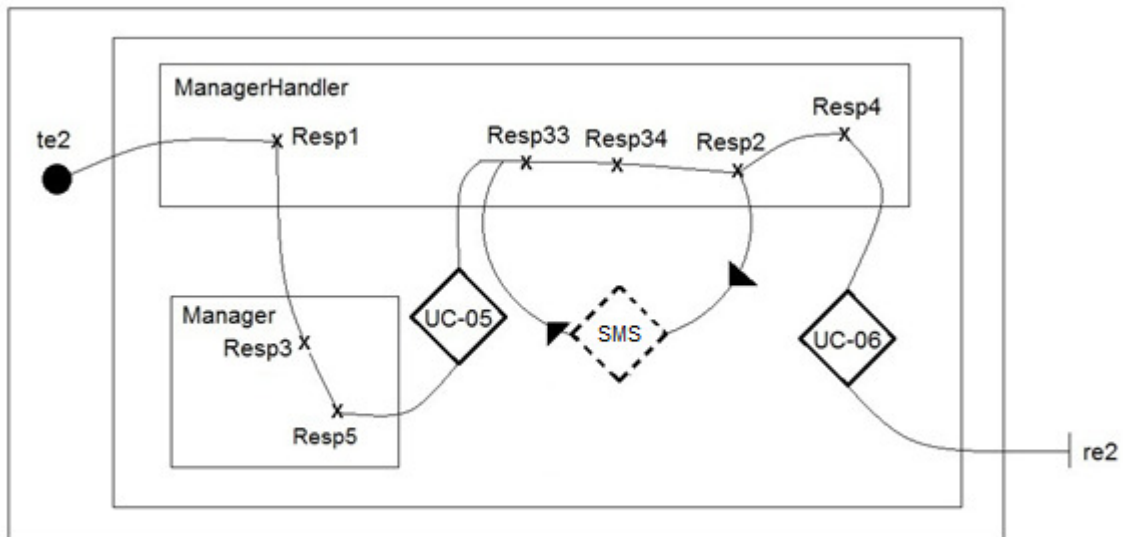 ManagerHandler
te2
Resp1
Resp33
Resp34
Resp2
Resp4
Manager
Resp3
Resp5
UC-05
SMS
UC-06
re2